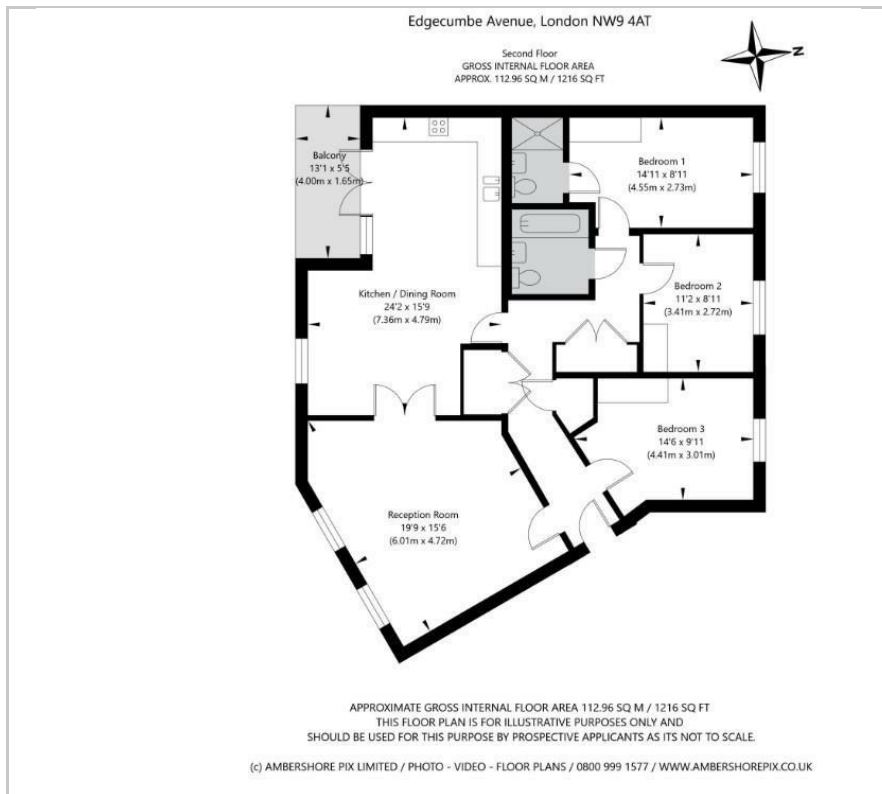 Edgecumbe Avenue, London NW9 4AT
Second Floor
GROSS INTERNAL FLOOR AREA
APPROX. 112.96 SQ M / 1216 SQ FT
N
Balcony
13'1 x 5'5
(4.00m x 1.65m)
Bedroom 1
14'11 x 8'11
(4.55m x 2.73m)
Kitchen / Dining Room
24'2 x 15'9
(7.36m x 4.79m)
Bedroom 2
11'2 x 8'11
(3.41m x 2.72m)
Bedroom 3
14'6 x 9'11
(4.41m x 3.01m)
Reception Room
19'9 x 15'6
(6.01m x 4.72m)
APPROXIMATE GROSS INTERNAL FLOOR AREA 112.96 SQ M / 1216 SQ FT
THIS FLOOR PLAN IS FOR ILLUSTRATIVE PURPOSES ONLY AND
SHOULD BE USED FOR THIS PURPOSE BY PROSPECTIVE APPLICANTS AS ITS NOT TO SCALE.
(c) AMBERSHORE PIX LIMITED / PHOTO - VIDEO - FLOOR PLANS / 0800 999 1577 / WWW.AMBERSHOREPIX.CO.UK